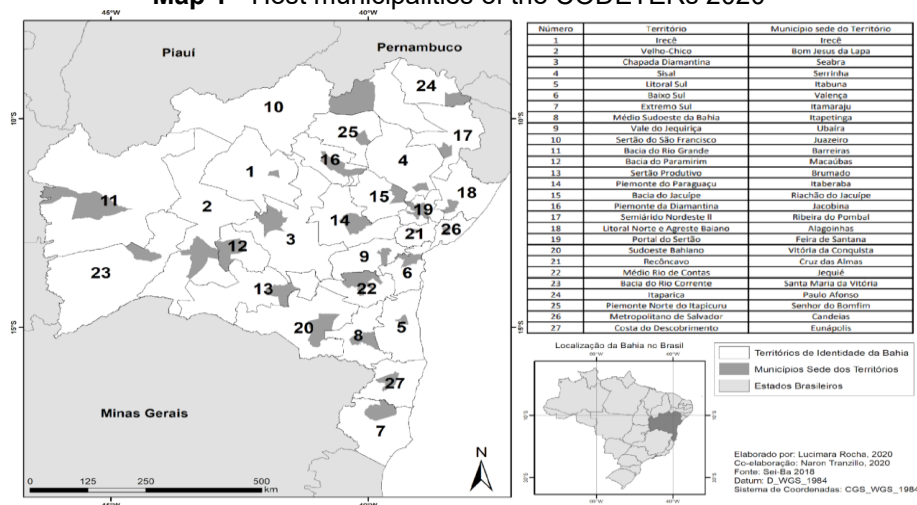 Map 1 - Host municipalities of the CODETERs 2020
46°W
40°W
Piauí
Pernambuco
24
10
10°S
10°S
25
17
16
4
1
15
18
11
2
19
14
21
26
3
12
9
6
23
22
13
15°S
15°S
20
5
8
27
Minas Gerais
7
N
0 125 250 500
km
46°W
40°W
Número Território Município sede do Território
1 Irecê Irecê
2 Velho-Chico Bom Jesus da Lapa
3 Chapada Diamantina Seabra
4 Sisal Serrinha
5 Litoral Sul Itabuna
6 Baixo Sul Valença
7 Extremo Sul Itamaraju
8 Médio Sudoeste da Bahia Itapetinga
9 Vale do Jequiriça Ubaíra
10 Sertão do São Francisco Juazeiro
11 Bacia do Rio Grande Barreiras
12 Bacia do Paramirim Macaúbas
13 Sertão Produtivo Brumado
14 Piemonte do Paraguaçu Itaberaba
15 Bacia do Jacuípe Riachão do Jacuípe
16 Piemonte da Diamantina Jacobina
17 Semiárido Nordeste II Ribeira do Pombal
18 Litoral Norte e Agreste Baiano Alagoinhas
19 Portal do Sertão Feira de Santana
20 Sudoeste Bahiano Vitória da Conquista
21 Recôncavo Cruz das Almas
22 Médio Rio de Contas Jequié
23 Bacia do Rio Corrente Santa Maria da Vitória
24 Itaparica Paulo Afonso
25 Piemonte Norte do Itapicuru Senhor do Bomfim
26 Metropolitano de Salvador Candeias
27 Costa do Descobrimento Eunápolis
Localização da Bahia no Brasil
Territórios de Identidade da Bahia
Municípios Sede dos Territórios
Estados Brasileiros
Elaborado por: Lucimara Rocha, 2020
Co-elaboração: Naron Tranzilo, 2020
Fonte: Sei-Ba 2018
Datum: D_WGS_1984
Sistema de Coordenadas: CGS_WGS_1984